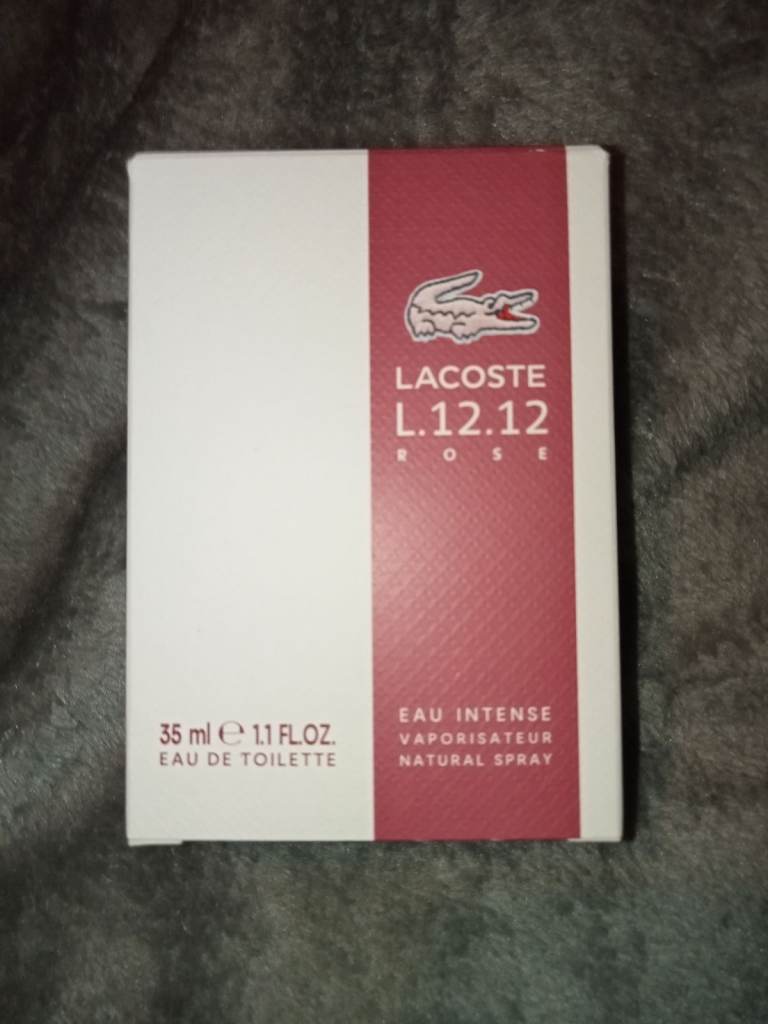 LACOSTE
L.12.12
ROSE
35 ml ℮ 1.1 FL.OZ.
EAU DE TOILETTE
EAU INTENSE
VAPORISATEUR
NATURAL SPRAY